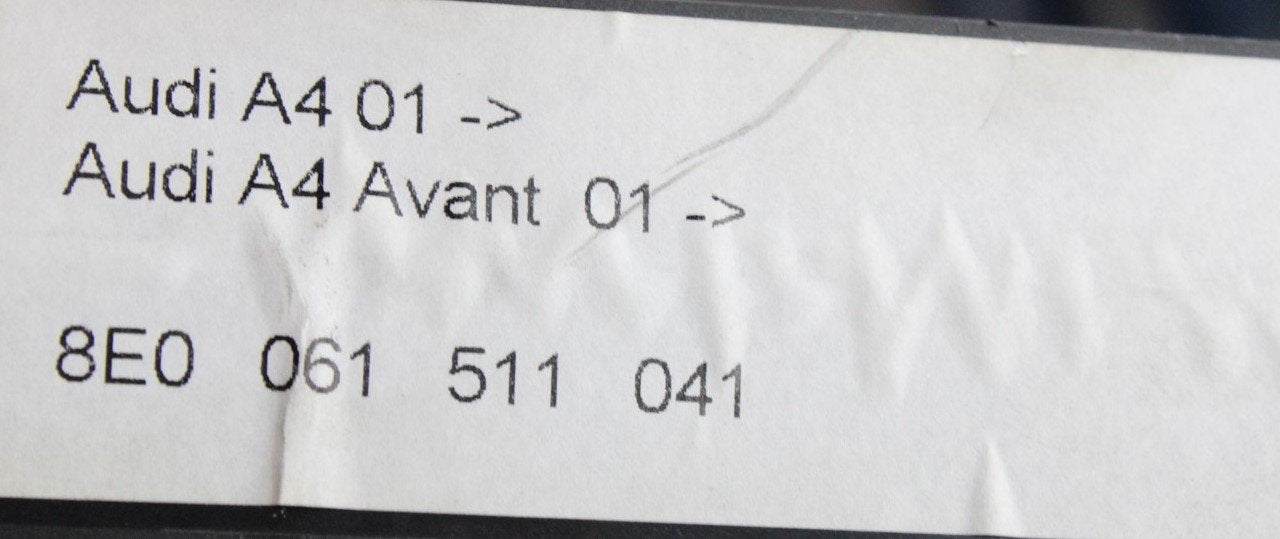 Audi A4 01 ->
Audi A4 Avant 01 ->
8E0 061 511 041